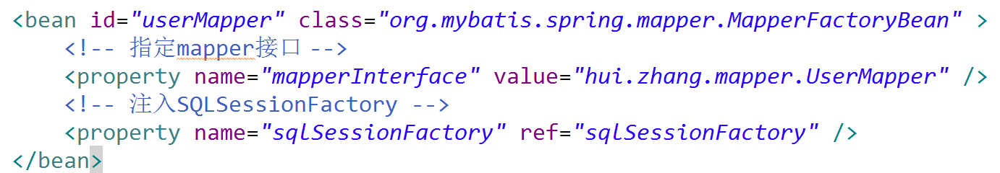 <bean id="userMapper" class="org.mybatis.spring.mapper.MapperFactoryBean" >
    <!-- 指定mapper接口 -->
    <property name="mapperInterface" value="hui.zhang.mapper.UserMapper" />
    <!-- 注入SQLSessionFactory -->
    <property name="sqlSessionFactory" ref="sqlSessionFactory" />
</bean>